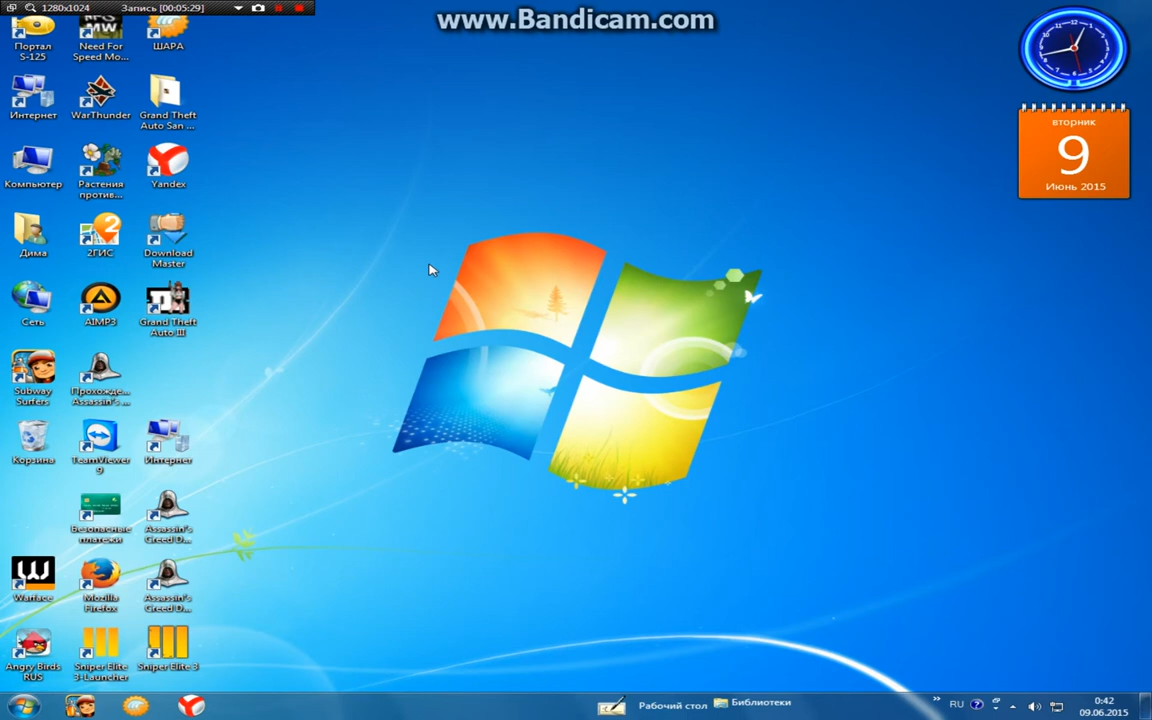 1280x1024
Запись [00:05:29]
www.Bandicam.com
Портал
S-125
Need For
Speed Mo...
ШАРА
Интернет
WarThunder
Grand Theft
Auto San ...
Компьютер
Растения
против...
Yandex
Дима
2ГИС
Download
Master
Сеть
AIMP3
Grand Theft
Auto III
Subway
Surfers
Прохожде...
Assassin's ...
Корзина
TeamViewer
9
Интернет
Безопасные
платежи
Assassin's
Creed D...
Warface
Mozilla
Firefox
Assassin's
Creed D...
Angry Birds
RUS
Sniper Elite
3-Launcher
Sniper Elite 3
вторник
9
Июнь 2015
Рабочий стол
Библиотеки
RU
0:42
09.06.2015